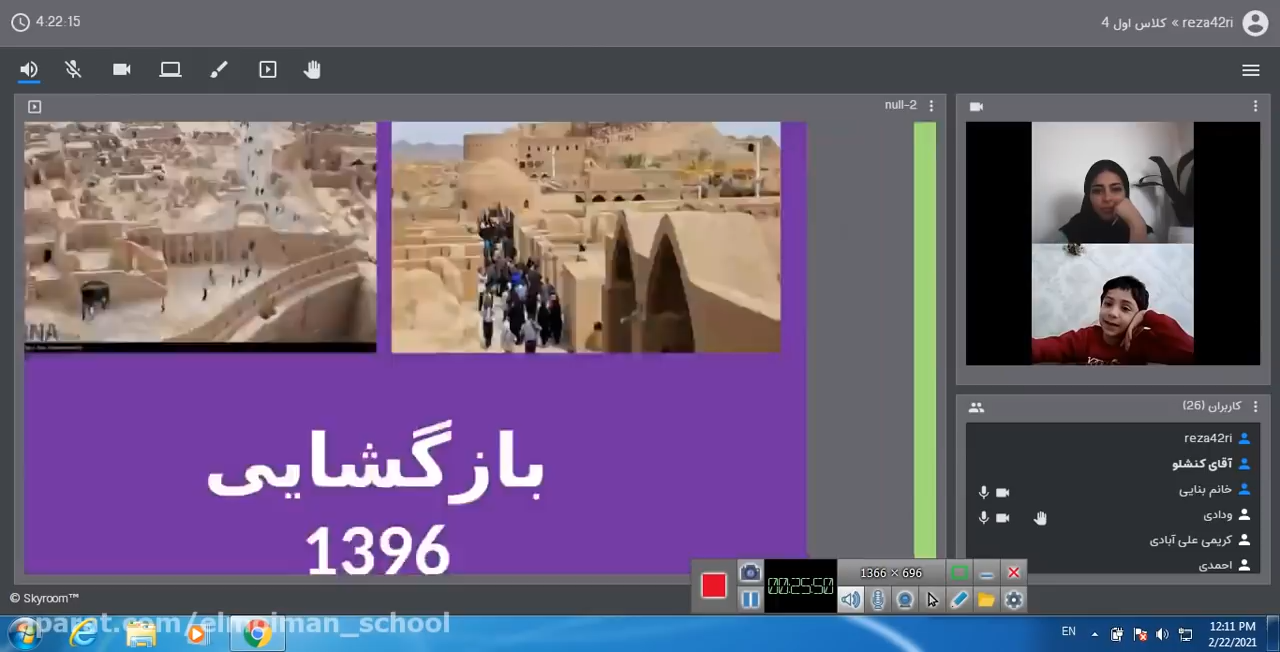 4:22:15
reza42ri » کلاس اول 4
null-2
NA
بازگشایی
1396
کاربران (26)
reza42ri
آقای کنشلو
خانم بنایی
ودادی
کریمی علی آبادی
احمدی
1366 × 696
00:25:50
© Skyroom™
aparat.com/elmoiman_school
EN
12:11 PM
2/22/2021